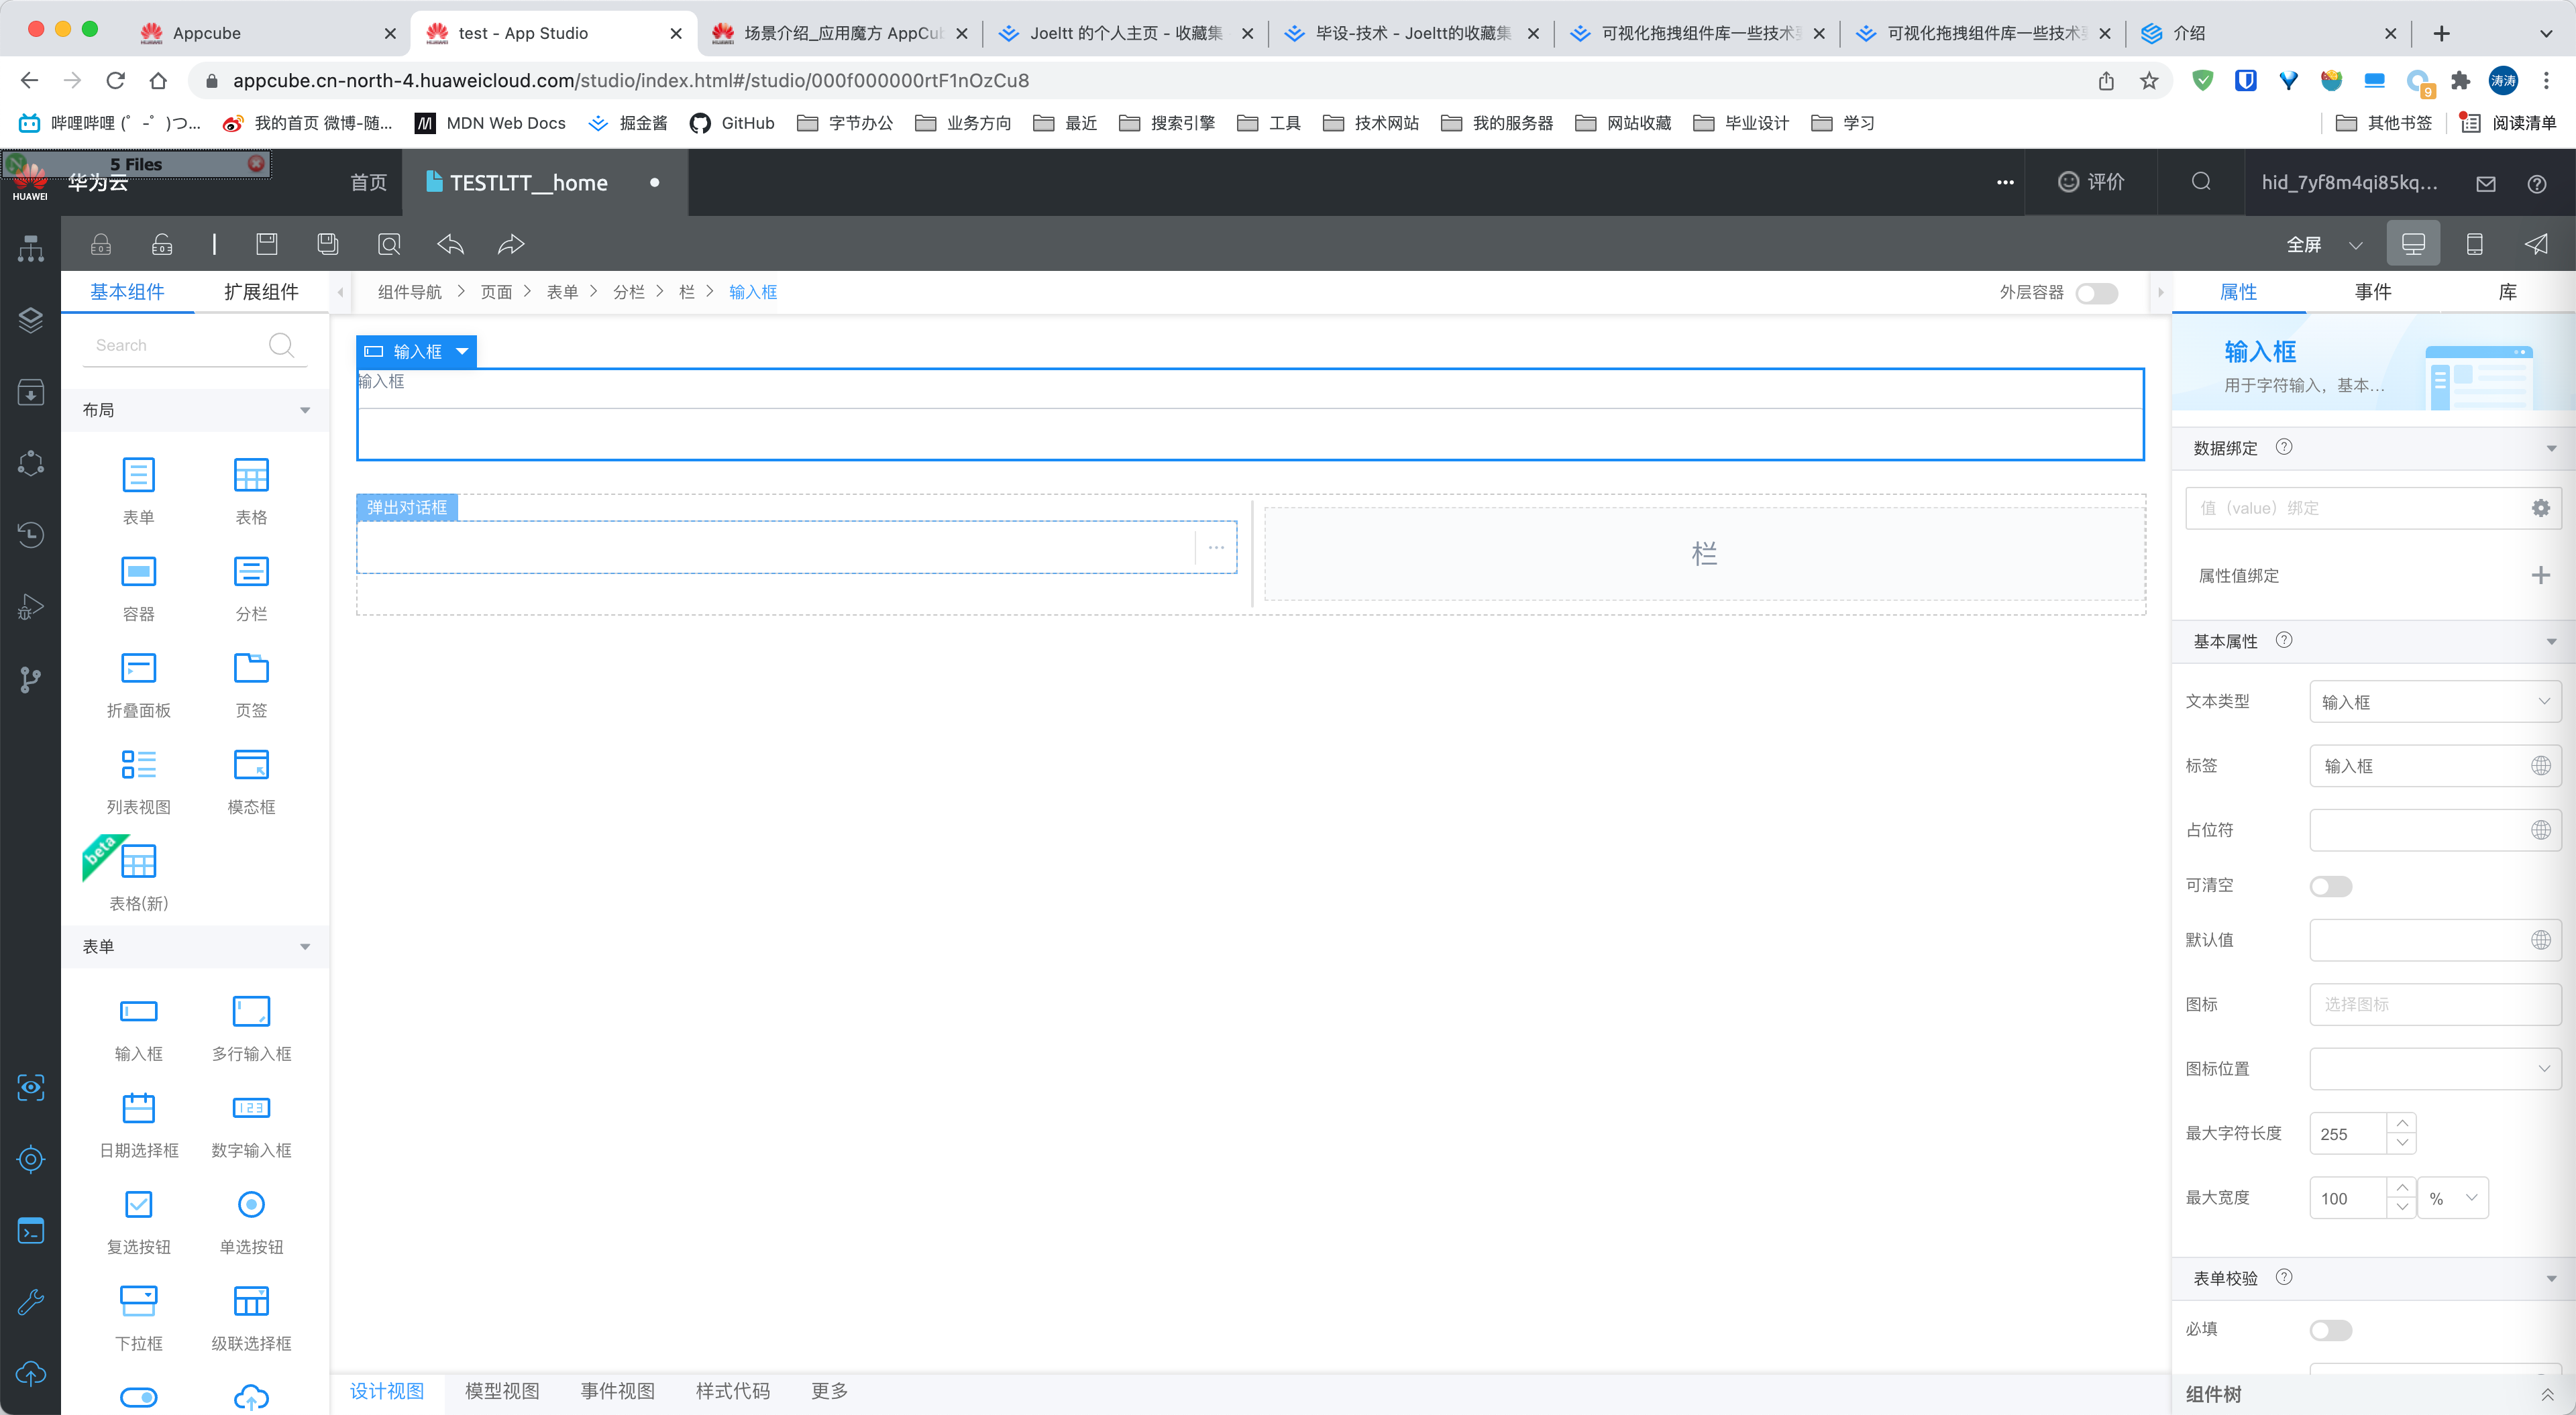 Appcube
test - App Studio
场景介绍_应用魔方 AppCu
Joeltt 的个人主页 - 收藏集
毕设-技术 - Joeltt的收藏集
可视化拖拽组件库一些技术要
可视化拖拽组件库一些技术要
介绍
appcube.cn-north-4.huaweicloud.com/studio/index.html#/studio/000f000000rtF1nOzCu8
9
涛涛
哔哩哔哩 (゜-゜)つ...
我的首页 微博-随...
MDN Web Docs
掘金酱
GitHub
字节办公
业务方向
最近
搜索引擎
工具
技术网站
我的服务器
网站收藏
毕业设计
学习
其他书签
阅读清单
5 Files
HUAWEI
华为云
首页
TESTLTT__home
评价
hid_7yf8m4qi85kq...
全屏
基本组件
扩展组件
组件导航 > 页面 > 表单 > 分栏 > 栏 > 输入框
外层容器
属性
事件
库
Search
布局
表单
表格
容器
分栏
折叠面板
页签
列表视图
模态框
beta
表格(新)
表单
输入框
多行输入框
日期选择框
123
数字输入框
复选按钮
单选按钮
下拉框
级联选择框
输入框
输入框
弹出对话框
...
栏
设计视图
模型视图
事件视图
样式代码
更多
输入框
用于字符输入，基本...
数据绑定
值（value）绑定
属性值绑定
基本属性
文本类型
输入框
标签
输入框
占位符
可清空
默认值
图标
选择图标
图标位置
最大字符长度
255
最大宽度
100
%
表单校验
必填
组件树